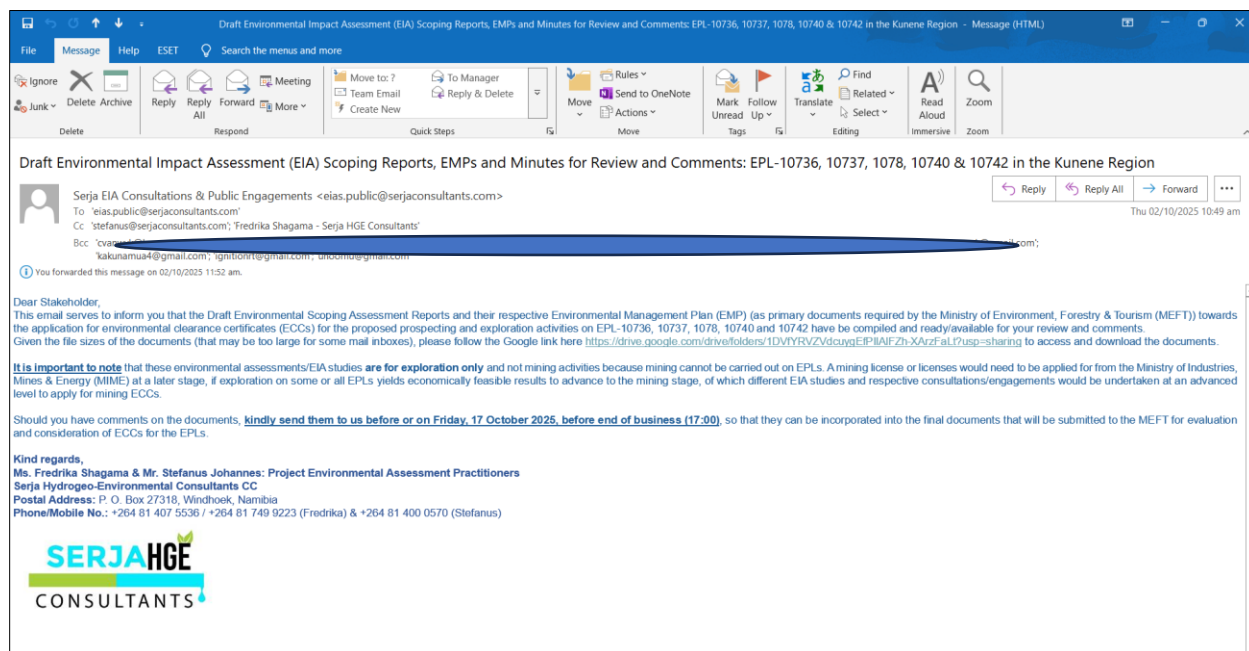 Draft Environmental Impact Assessment (EIA) Scoping Reports, EMPs and Minutes for Review and Comments: EPL-10736, 10737, 1078, 10740 & 10742 in the Kunene Region - Message (HTML)
File Message Help ESET Search the menus and more
Ignore
Junk
Delete Archive
Reply Reply All Forward
Meeting
More
Move to: ?
Team Email
Create New
To Manager
Reply & Delete
Move
Rules
Send to OneNote
Actions
Mark Unread
Follow Up
Translate
Find
Related
Select
Read Aloud
Zoom
Delete Respond Quick Steps Move Tags Editing Immersive Zoom
Draft Environmental Impact Assessment (EIA) Scoping Reports, EMPs and Minutes for Review and Comments: EPL-10736, 10737, 1078, 10740 & 10742 in the Kunene Region
Serja EIA Consultations & Public Engagements <eias.public@serjaconsultants.com>
Reply Reply All Forward
To 'eias.public@serjaconsultants.com'
Thu 02/10/2025 10:49 am
Cc 'stefanus@serjaconsultants.com'; 'Fredrika Shagama - Serja HGE Consultants'
Bcc
'kakunamua4@gmail.com';
You forwarded this message on 02/10/2025 11:52 am.
Dear Stakeholder,
This email serves to inform you that the Draft Environmental Scoping Assessment Reports and their respective Environmental Management Plan (EMP) (as primary documents required by the Ministry of Environment, Forestry & Tourism (MEFT)) towards
the application for environmental clearance certificates (ECCs) for the proposed prospecting and exploration activities on EPL-10736, 10737, 1078, 10740 and 10742 have be compiled and ready/available for your review and comments.
Given the file sizes of the documents (that may be too large for some mail inboxes), please follow the Google link here https://drive.google.com/drive/folders/1DVfYRVZVdcuyqEfPIlAIFZh-XArzFaLt?usp=sharing to access and download the documents.
It is important to note that these environmental assessments/EIA studies are for exploration only and not mining activities because mining cannot be carried out on EPLs. A mining license or licenses would need to be applied for from the Ministry of Industries,
Mines & Energy (MIME) at a later stage, if exploration on some or all EPLs yields economically feasible results to advance to the mining stage, of which different EIA studies and respective consultations/engagements would be undertaken at an advanced
level to apply for mining ECCs.
Should you have comments on the documents, kindly send them to us before or on Friday, 17 October 2025, before end of business (17:00), so that they can be incorporated into the final documents that will be submitted to the MEFT for evaluation
and consideration of ECCs for the EPLs.
Kind regards,
Ms. Fredrika Shagama & Mr. Stefanus Johannes: Project Environmental Assessment Practitioners
Serja Hydrogeo-Environmental Consultants CC
Postal Address: P. O. Box 27318, Windhoek, Namibia
Phone/Mobile No.: +264 81 407 5536 / +264 81 749 9223 (Fredrika) & +264 81 400 0570 (Stefanus)
SERJA HGE
CONSULTANTS